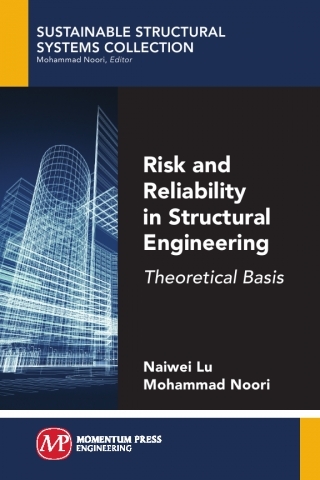 SUSTAINABLE STRUCTURAL
SYSTEMS COLLECTION
Mohammad Noori, Editor
Risk and
Reliability
in Structural
Engineering
Theoretical Basis
Naiwei Lu
Mohammad Noori
MP
MOMENTUM PRESS
ENGINEERING